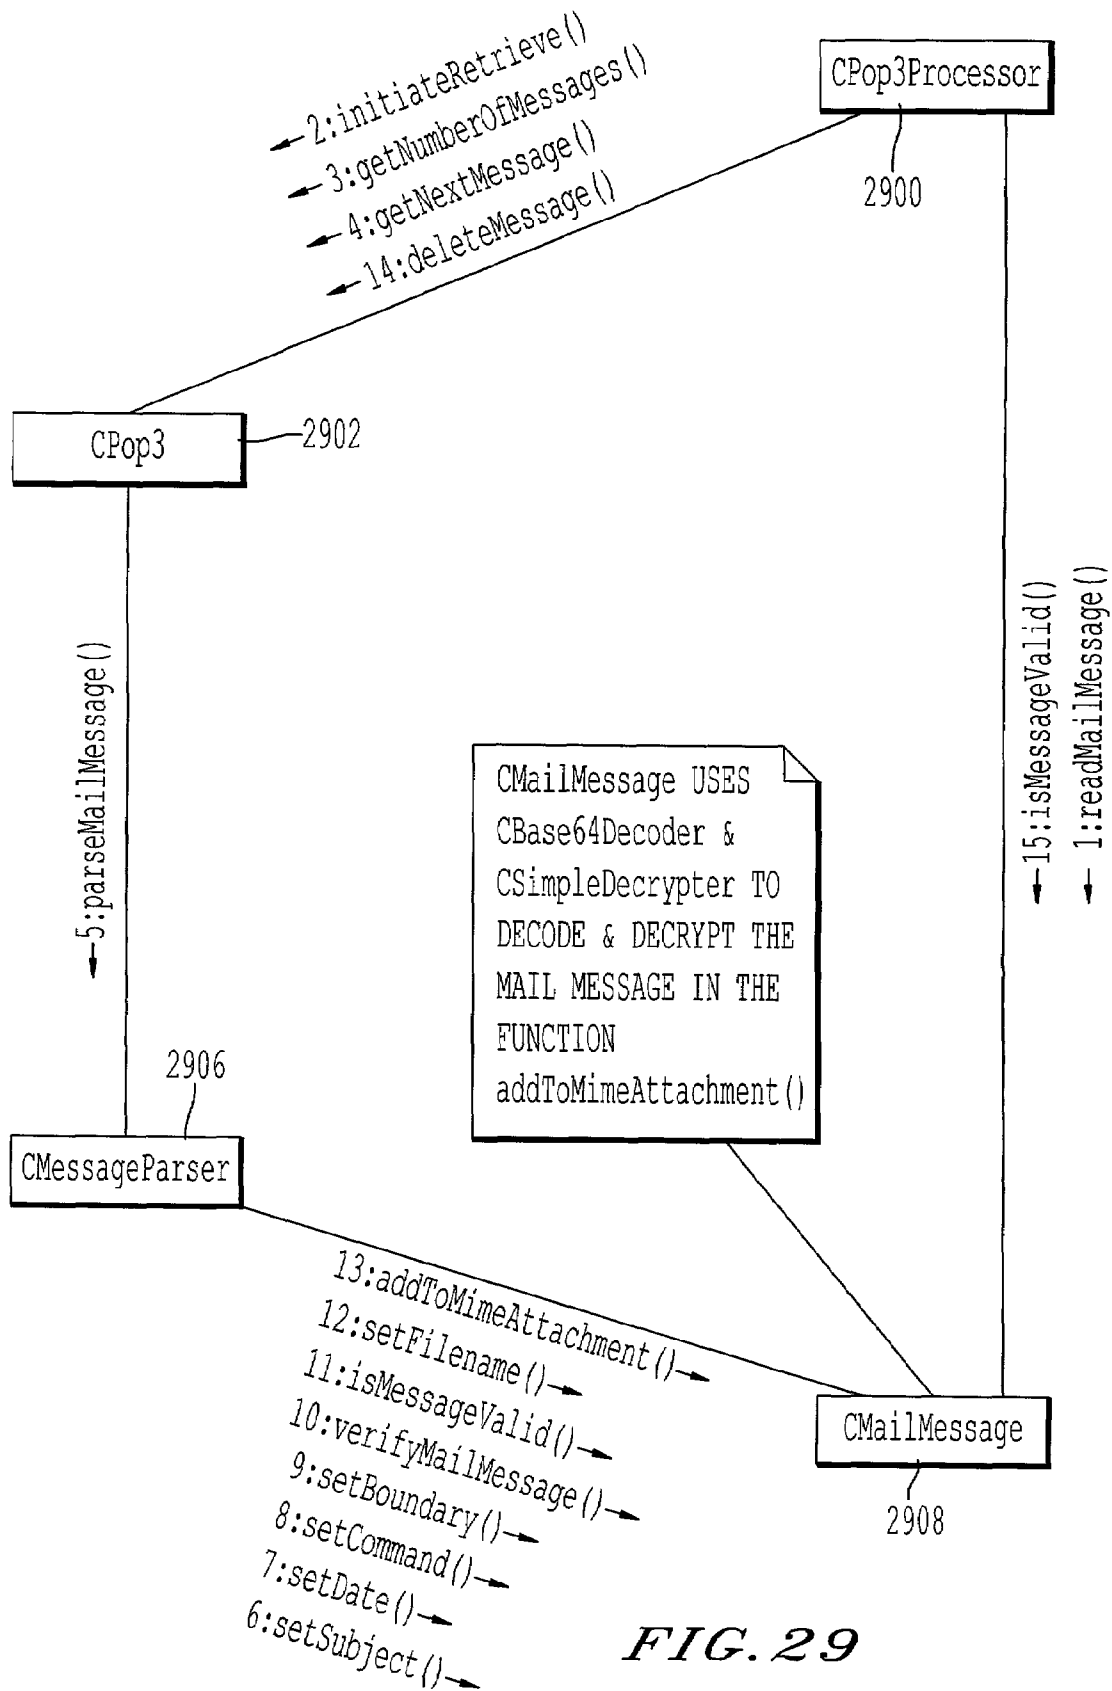 2:initiateRetrieve()
3:getNumberOfMessages()
4:getNextMessage()
14:deleteMessage()
CPop3Processor
2900
CPop3
2902
5:parseMailMessage()
15:isMessageValid()
1:readMailMessage()
CMailMessage USES
CBase64Decoder &
CSimpleDecrypter TO
DECODE & DECRYPT THE
MAIL MESSAGE IN THE
FUNCTION
addToMimeAttachment()
2906
CMessageParser
13:addToMimeAttachment()
12:setFilename()
11:isMessageValid()
10:verifyMailMessage()
9:setBoundary()
8:setCommand()
7:setDate()
6:setSubject()
CMailMessage
2908
FIG. 29